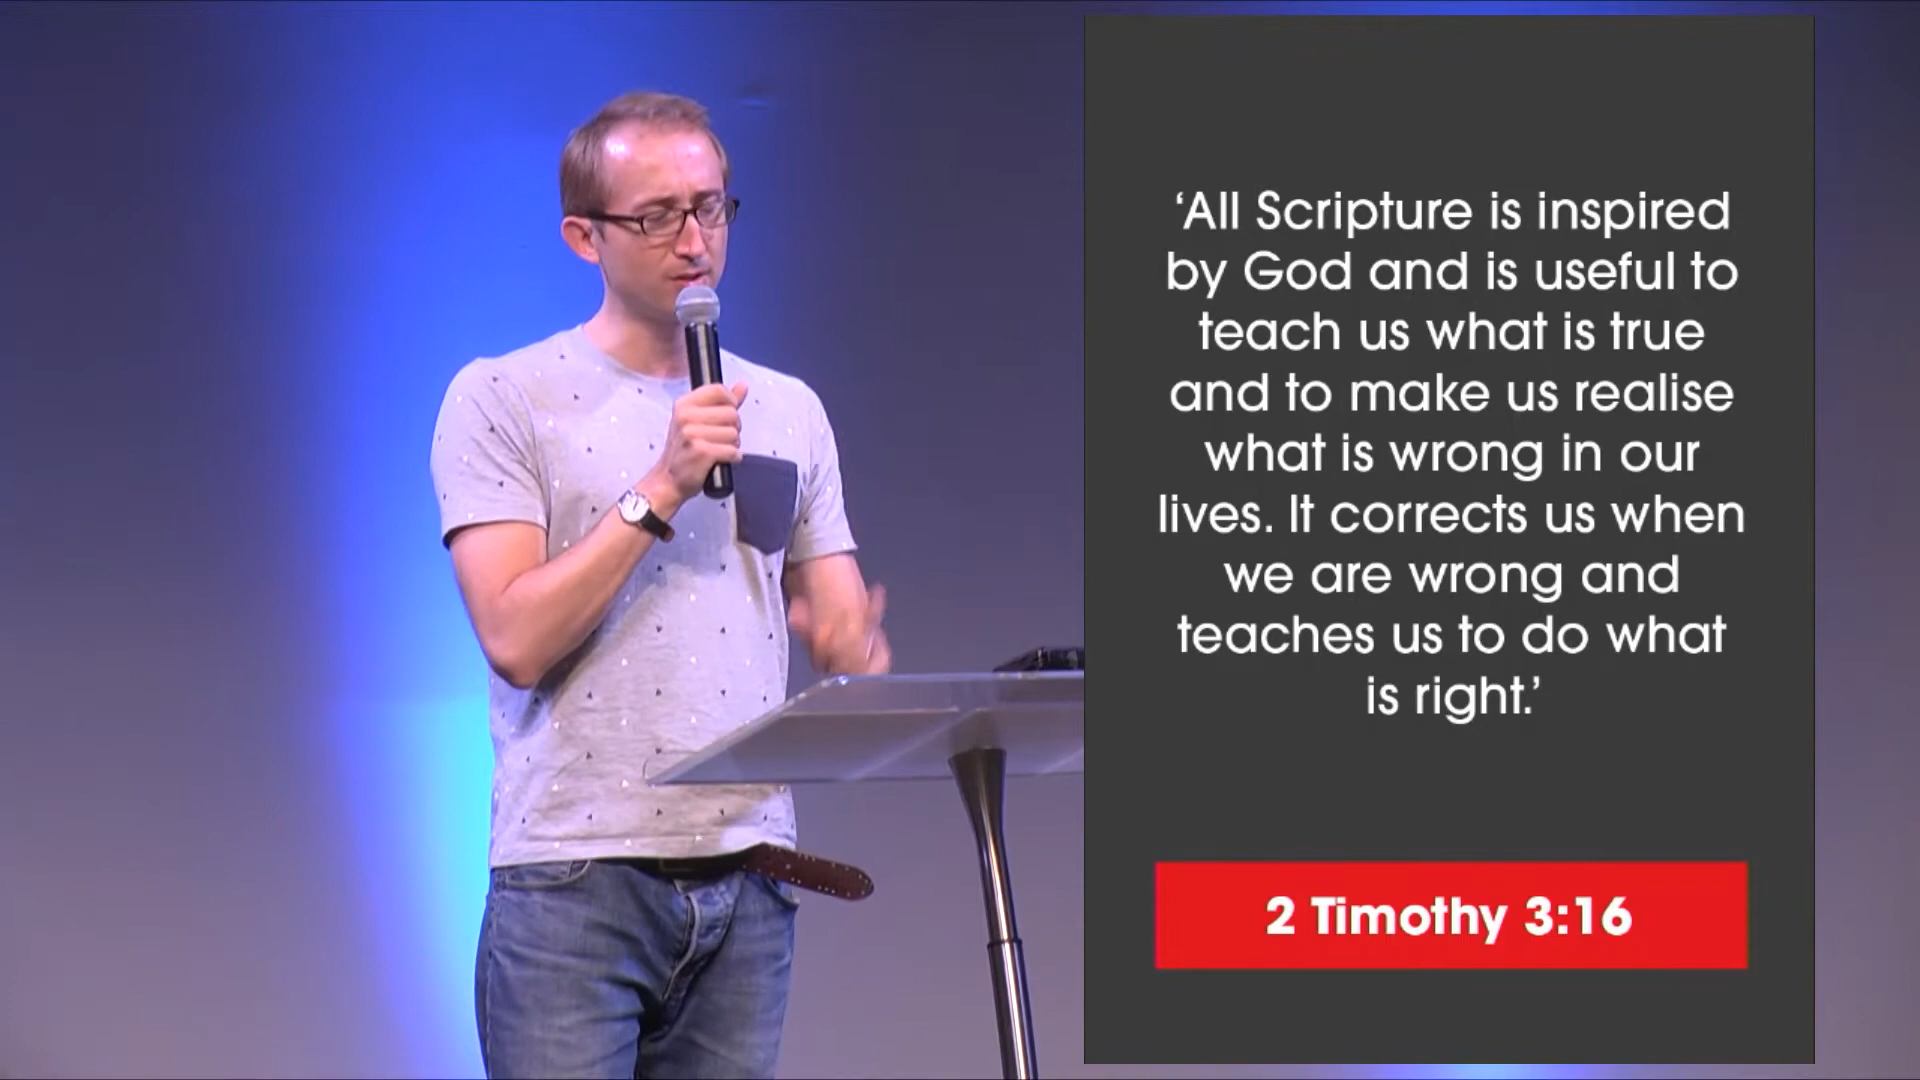 ‘All Scripture is inspired
by God and is useful to
teach us what is true
and to make us realise
what is wrong in our
lives. It corrects us when
we are wrong and
teaches us to do what
is right.’
2 Timothy 3:16